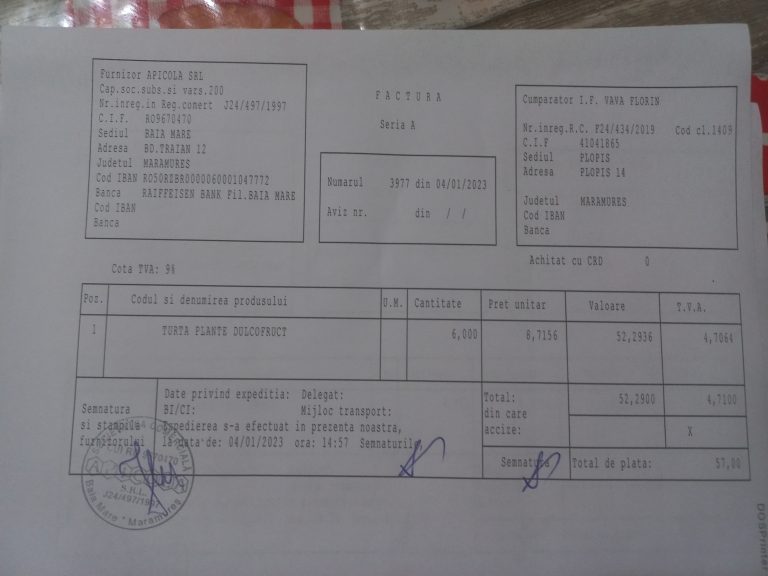 Furnizor APICOLA SRL
Cap.soc.subs.si vars.200
Nr.inreg.in Reg.comert J24/497/1997
C.I.F. RO9670470
Sediul BAIA MARE
Adresa BD.TRAIAN 12
Judetul MARAMURES
Cod IBAN RO50RZBR0000060001047772
Banca RAIFFEISEN BANK Fil.BAIA MARE
Cod IBAN
Banca
FACTURA
Seria A
Numarul 3977 din 04/01/2023
Aviz nr. din / /
Cumparator I.F. VAVA FLORIN
Nr.inreg.R.C. F24/434/2019 Cod cl.1409
C.I.F 41041865
Sediul PLOPIS
Adresa PLOPIS 14
Judetul MARAMURES
Cod IBAN
Banca
Achitat cu CRD 0
Cota TVA: 9%
Poz. Codul si denumirea produsului U.M. Cantitate Pret unitar Valoare T.V.A.
1 TURTA PLANTE DULCOFRUCT 6,000 8,7156 52,2936 4,7064
Semnatura
si stampila
furnizorului
Date privind expeditia: Delegat:
BI/CI: Mijloc transport:
Expedierea s-a efectuat in prezenta noastra,
la data de: 04/01/2023 ora: 14:57 Semnaturile
Total: 52,2900 4,7100
din care
accize: X
Semnatura Total de plata: 57,00
S.R.L.
J24/497/1997
Baia Mare * Maramures
DOSPrinter